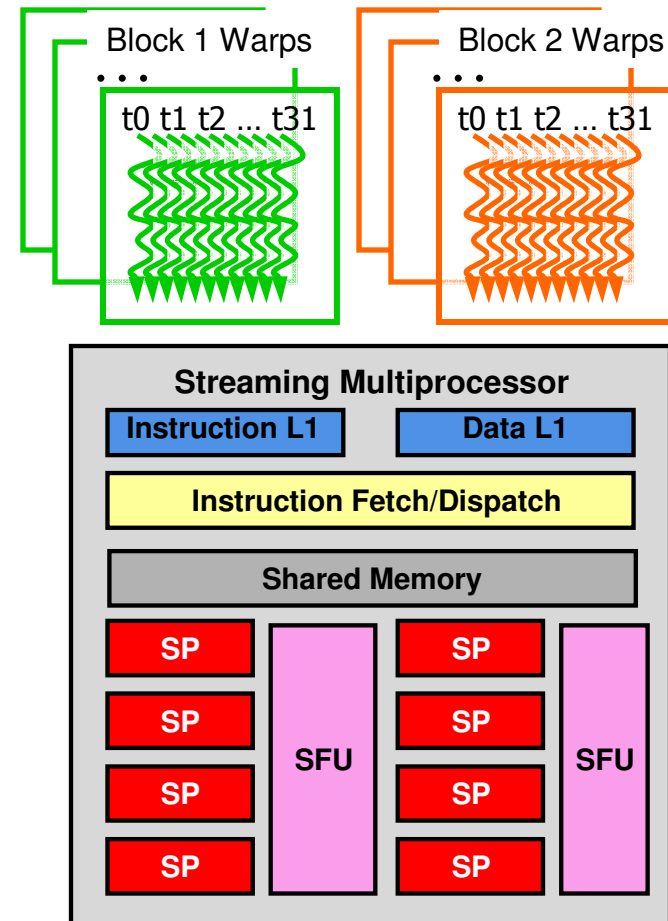 Block 1 Warps
Block 2 Warps
• • •
• • •
t0 t1 t2 ... t31
t0 t1 t2 ... t31
Streaming Multiprocessor
Instruction L1
Data L1
Instruction Fetch/Dispatch
Shared Memory
SP
SP
SP
SP
SFU
SP
SP
SP
SP
SFU